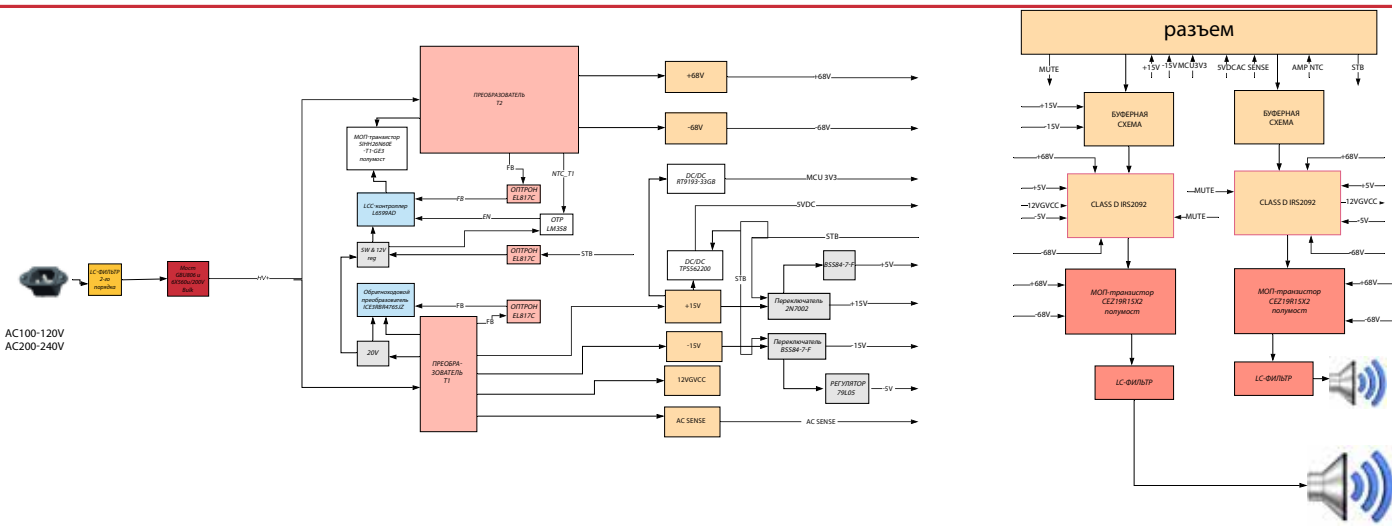 AC100-120V
AC200-240V
LC-ФИЛЬТР
2-го
порядка
Мост
GBU806 и
6X560u/200V
Bulk
HV+
ПРЕОБРАЗОВАТЕЛЬ
T2
МОП-транзистор
SIHH26N60E
-T1-GE3
полумост
LCC-контроллер
L6599AD
SW & 12V
reg
FB
ОПТРОН
EL817C
FB
NTC_T1
EN
OTP
LM358
ОПТРОН
EL817C
STB
Обратноходовой
преобразователь
ICE3RBR4765JZ
FB
ОПТРОН
EL817C
FB
20V
ПРЕОБРА-
ЗОВАТЕЛЬ
T1
+68V
+68V
-68V
-68V
DC/DC
RT9193-33GB
MCU 3V3
5VDC
STB
DC/DC
TPS562200
STB
BSS84-7-F
+5V
+15V
Переключатель
2N7002
+15V
-15V
Переключатель
BSS84-7-F
-15V
12VGVCC
РЕГУЛЯТОР
79L05
-5V
AC SENSE
AC SENSE
разъем
MUTE
+15V
-15V
MCU3V3
5VDC
AC SENSE
AMP NTC
STB
+15V
-15V
БУФЕРНАЯ
СХЕМА
БУФЕРНАЯ
СХЕМА
+68V
+5V
12VGVCC
-5V
-68V
CLASS D IRS2092
MUTE
MUTE
CLASS D IRS2092
+68V
+5V
12VGVCC
-5V
-68V
+68V
-68V
МОП-транзистор
CEZ19R15X2
полумост
МОП-транзистор
CEZ19R15X2
полумост
+68V
-68V
LC-ФИЛЬТР
LC-ФИЛЬТР